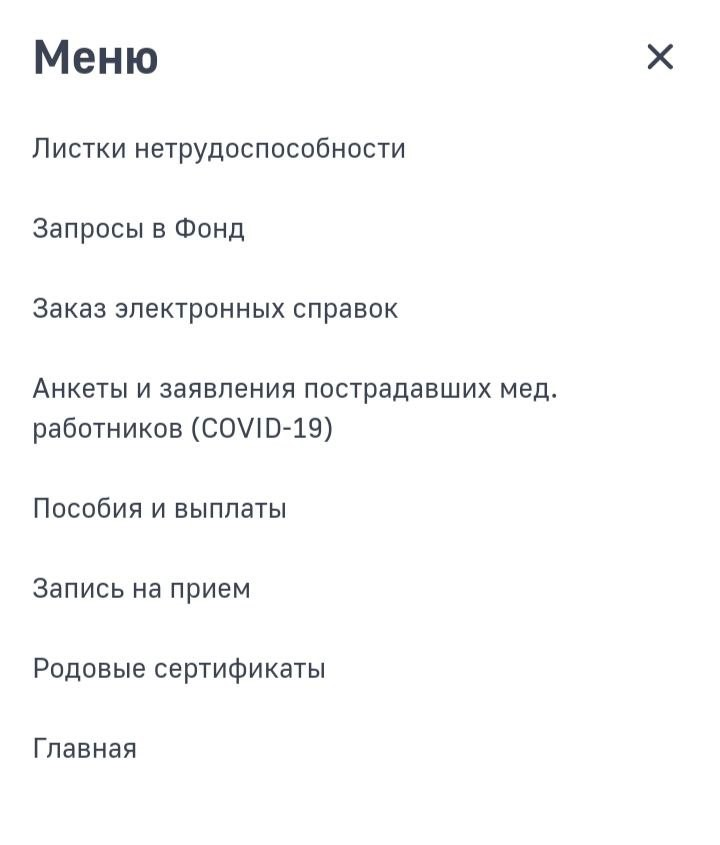 Меню
Листки нетрудоспособности
Запросы в Фонд
Заказ электронных справок
Анкеты и заявления пострадавших мед.
работников (COVID-19)
Пособия и выплаты
Запись на прием
Родовые сертификаты
Главная